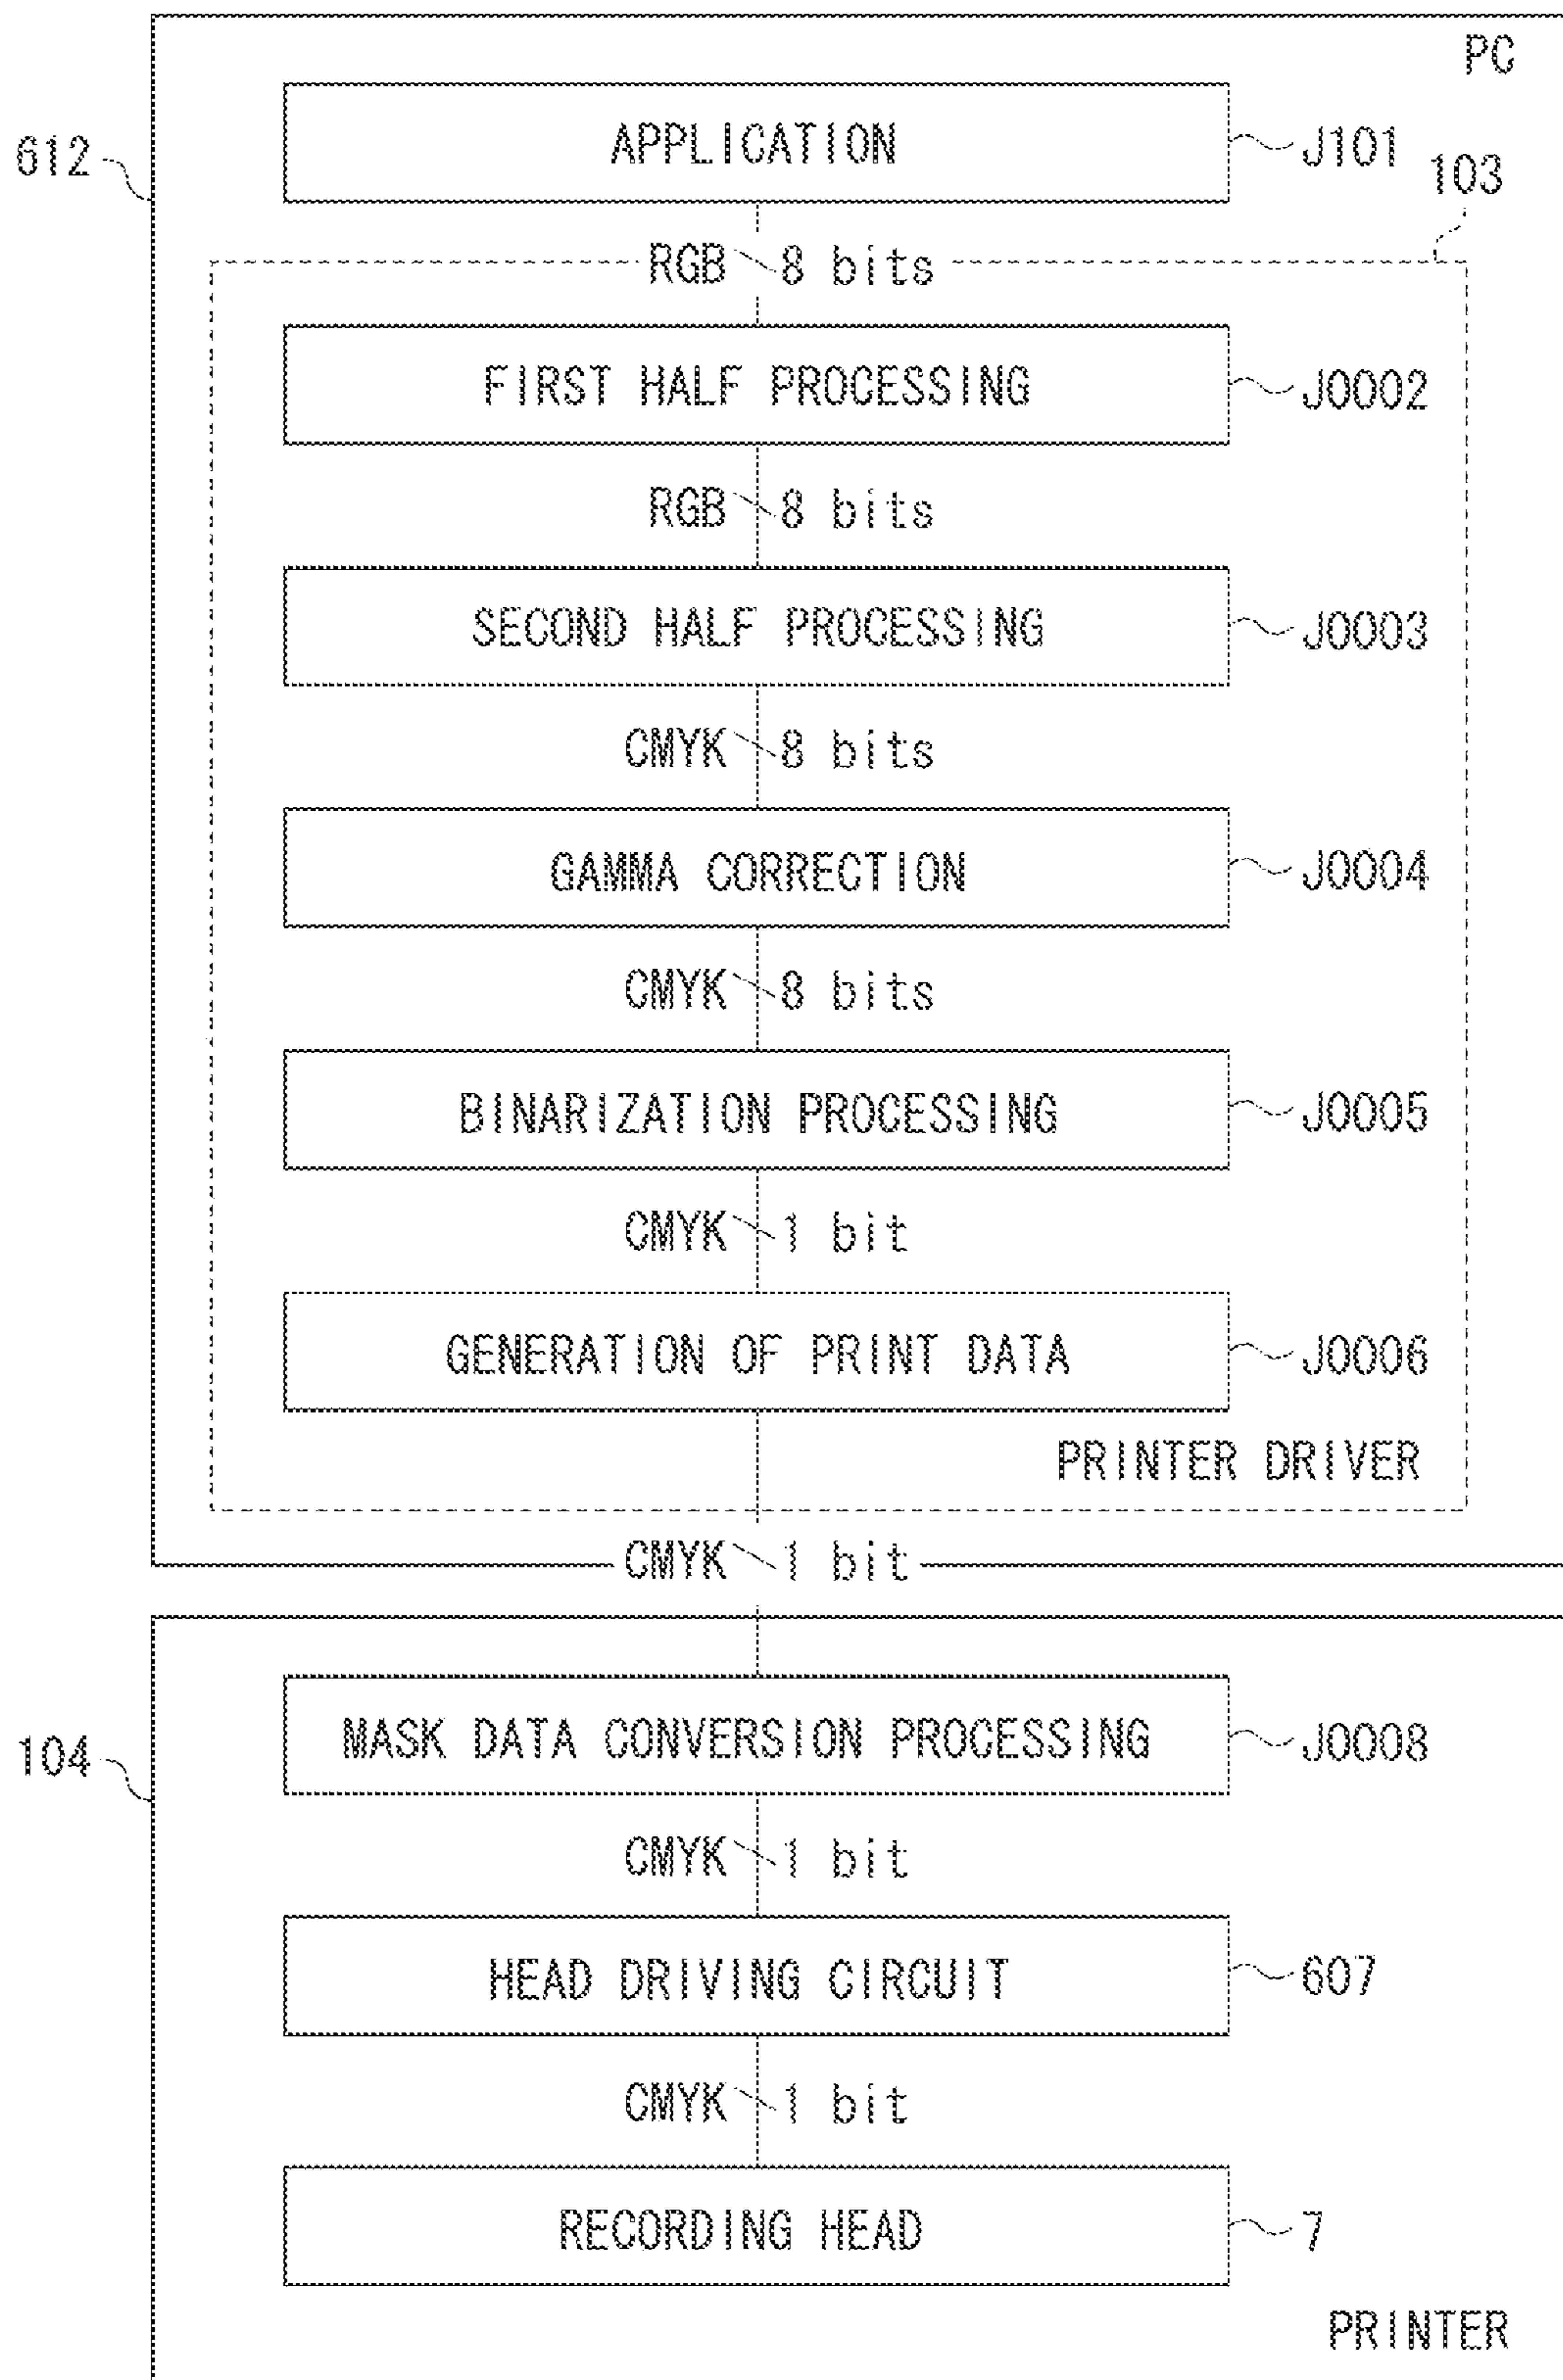 PC
APPLICATION
J101
612
103
RGB 8 bits
FIRST HALF PROCESSING
J0002
RGB 8 bits
SECOND HALF PROCESSING
J0003
CMYK 8 bits
GAMMA CORRECTION
J0004
CMYK 8 bits
BINARIZATION PROCESSING
J0005
CMYK 1 bit
GENERATION OF PRINT DATA
J0006
PRINTER DRIVER
CMYK 1 bit
MASK DATA CONVERSION PROCESSING
J0008
104
CMYK 1 bit
HEAD DRIVING CIRCUIT
607
CMYK 1 bit
RECORDING HEAD
7
PRINTER